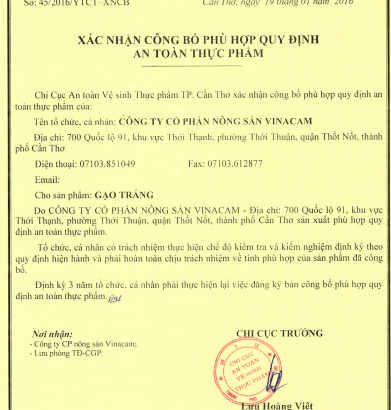 Số: 45/2016/YTCT–XNCB
Cần Thơ, ngày 19 tháng 01 năm 2016
XÁC NHẬN CÔNG BỐ PHÙ HỢP QUY ĐỊNH
AN TOÀN THỰC PHẨM
Chi Cục An toàn Vệ sinh Thực phẩm TP. Cần Thơ xác nhận công bố phù hợp quy định an
toàn thực phẩm của:
Tên tổ chức, cá nhân: CÔNG TY CỔ PHẦN NÔNG SẢN VINACAM
Địa chỉ: 700 Quốc lộ 91, khu vực Thới Thạnh, phường Thới Thuận, quận Thốt Nốt, thành
phố Cần Thơ
Điện thoại: 07103.851049 Fax: 07103.612877
Email:
Cho sản phẩm: GẠO TRẮNG
Do CÔNG TY CỔ PHẦN NÔNG SẢN VINACAM - Địa chỉ: 700 Quốc lộ 91, khu vực
Thới Thạnh, phường Thới Thuận, quận Thốt Nốt, thành phố Cần Thơ sản xuất phù hợp quy
định an toàn thực phẩm.
Tổ chức, cá nhân có trách nhiệm thực hiện chế độ kiểm tra và kiểm nghiệm định kỳ theo
quy định hiện hành và phải hoàn toàn chịu trách nhiệm về tính phù hợp của sản phẩm đã công
bố.
Định kỳ 3 năm tổ chức, cá nhân phải thực hiện lại việc đăng ký bản công bố phù hợp quy
định an toàn thực phẩm.
Nơi nhận:
- Công ty CP nông sản Vinacam;
- Lưu phòng TĐ-CGP.
CHI CỤC TRƯỞNG
CHI CỤC
AN TOÀN
VỆ SINH
THỰC PHẨM
Lưu Hoàng Việt